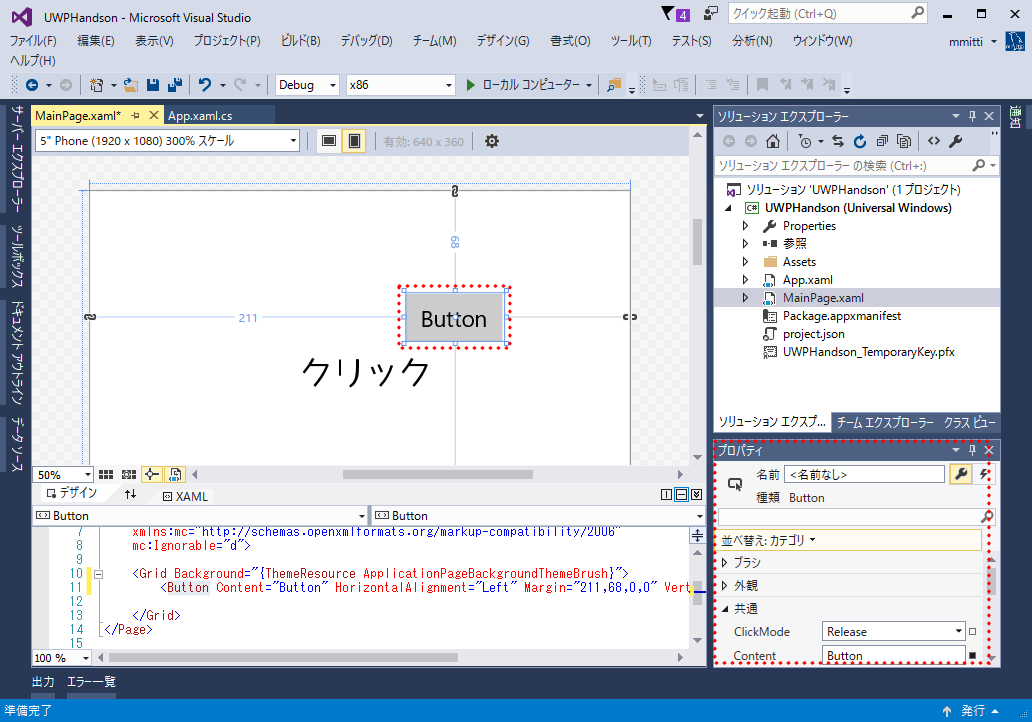 UWPHandson - Microsoft Visual Studio
4
クイック起動 (Ctrl+Q)
ファイル(F) 編集(E) 表示(V) プロジェクト(P) ビルド(B) デバッグ(D) チーム(M) デザイン(G) 書式(O) ツール(T) テスト(S) 分析(N) ウィンドウ(W)
mmitti
ヘルプ(H)
Debug x86 ローカル コンピューター
サーバー エクスプローラー
ツールボックス
ドキュメント アウトライン
データ ソース
MainPage.xaml* App.xaml.cs
5" Phone (1920 x 1080) 300% スケール
有効: 640 x 360
68
211
Button
クリック
50%
デザイン XAML
Button Button
7 xmlns:mc="http://schemas.openxmlformats.org/markup-compatibility/2006"
8 mc:Ignorable="d">
9
10 <Grid Background="{ThemeResource ApplicationPageBackgroundThemeBrush}">
11 <Button Content="Button" HorizontalAlignment="Left" Margin="211,68,0,0" Vert
12
13 </Grid>
14 </Page>
15
100 %
ソリューション エクスプローラー
ソリューション エクスプローラー の検索 (Ctrl+:)
ソリューション 'UWPHandson' (1 プロジェクト)
C# UWPHandson (Universal Windows)
Properties
参照
Assets
App.xaml
MainPage.xaml
Package.appxmanifest
project.json
UWPHandson_TemporaryKey.pfx
ソリューション エクスプ... チーム エクスプローラー クラス ビュー
プロパティ
名前 <名前なし>
種類 Button
並べ替え: カテゴリ
ブラシ
外観
共通
ClickMode Release
Content Button
通知
出力 エラー一覧
準備完了
発行